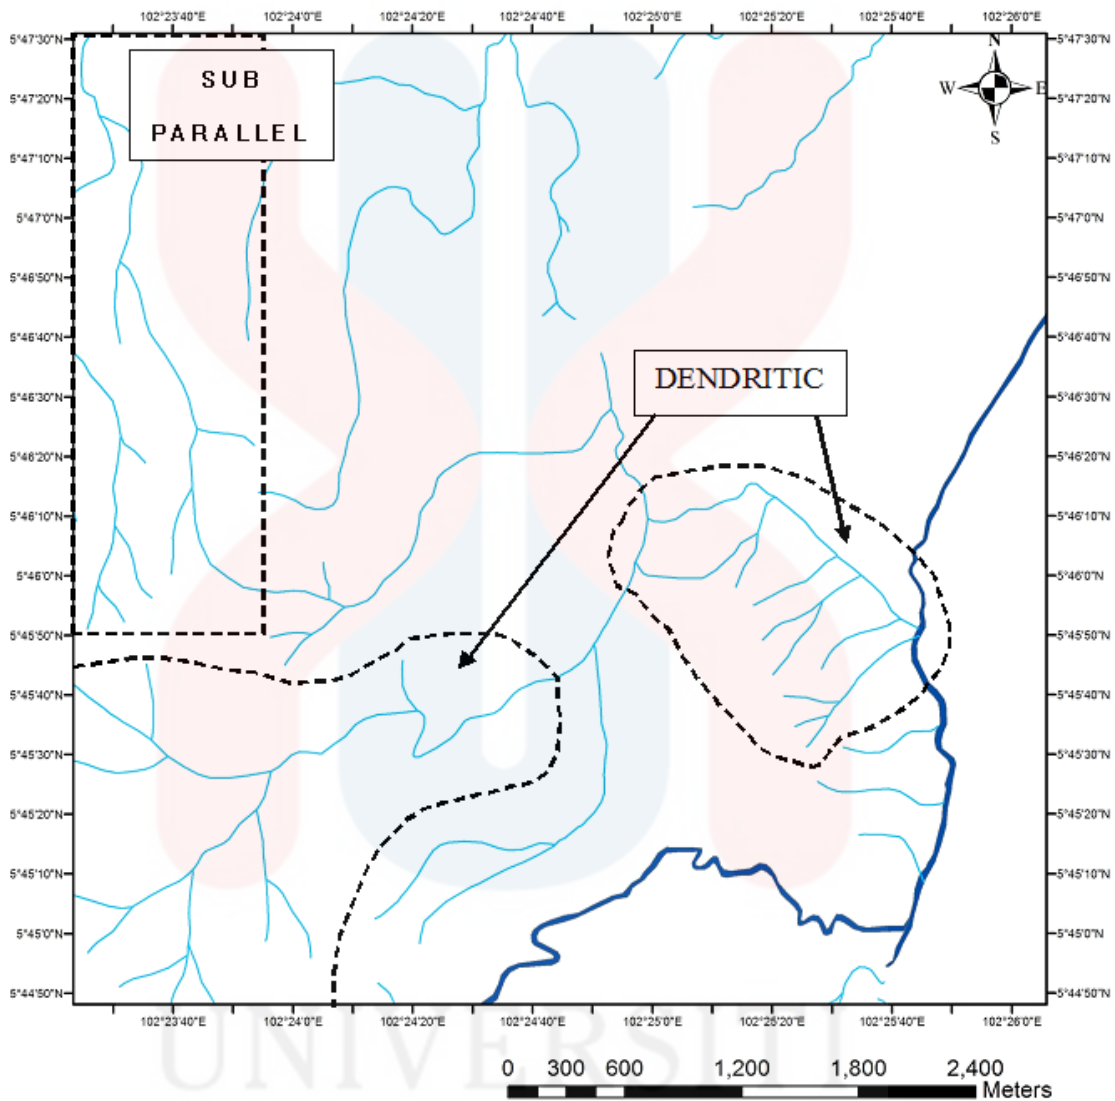 102°23'40"E 102°24'0"E 102°24'20"E 102°24'40"E 102°25'0"E 102°25'20"E 102°25'40"E 102°26'0"E
5°47'30"N 5°47'30"N
N
SUB
5°47'20"N W E 5°47'20"N
PARALLEL
S
5°47'10"N 5°47'10"N
5°47'0"N 5°47'0"N
5°46'50"N 5°46'50"N
5°46'40"N 5°46'40"N
DENDRITIC
5°46'30"N 5°46'30"N
5°46'20"N 5°46'20"N
5°46'10"N 5°46'10"N
5°46'0"N 5°46'0"N
5°45'50"N 5°45'50"N
5°45'40"N 5°45'40"N
5°45'30"N 5°45'30"N
5°45'20"N 5°45'20"N
5°45'10"N 5°45'10"N
5°45'0"N 5°45'0"N
5°44'50"N 5°44'50"N
102°23'40"E 102°24'0"E 102°24'20"E 102°24'40"E 102°25'0"E 102°25'20"E 102°25'40"E 102°26'0"E
UNIVERSITI
0 300 600 1,200 1,800 2,400
Meters